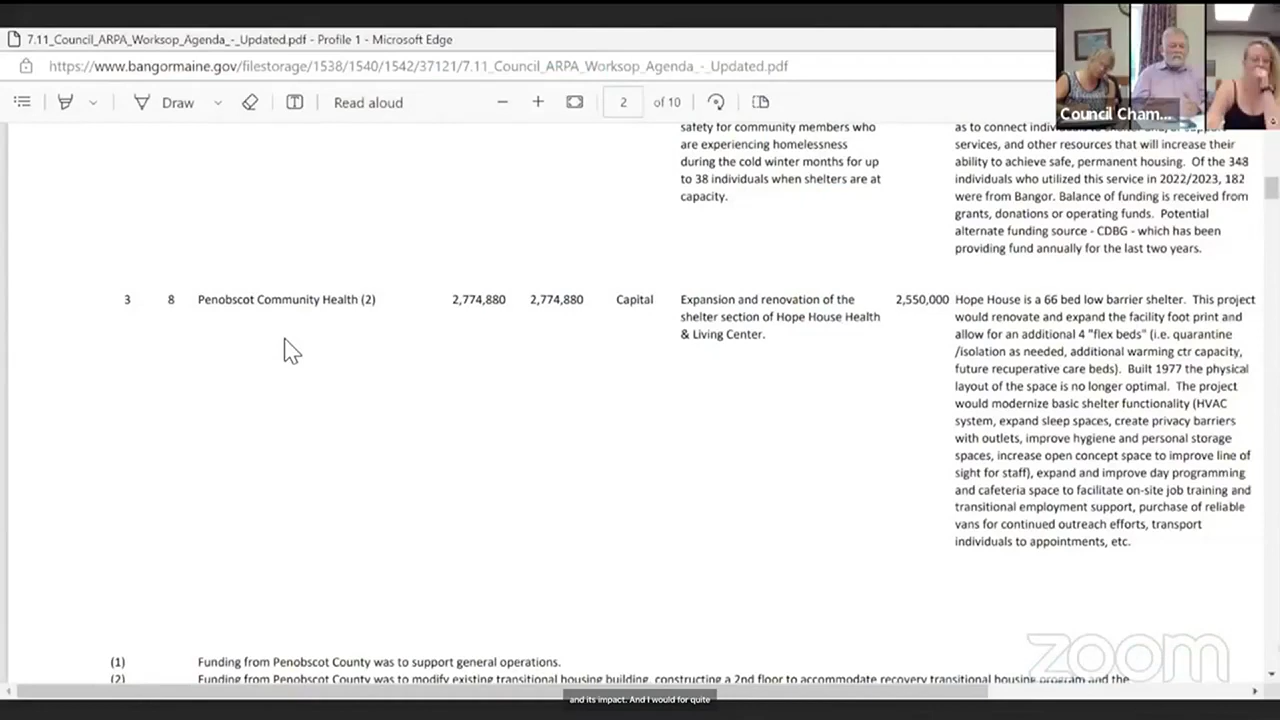 7.11_Council_ARPA_Worksop_Agenda_-_Updated.pdf - Profile 1 - Microsoft Edge
https://www.bangormaine.gov/filestorage/1538/1540/1542/37121/7.11_Council_ARPA_Worksop_Agenda_-_Updated.pdf
Draw
Read aloud
2 of 10
Council Cham...
safety for community members who
are experiencing homelessness
during the cold winter months for up
to 38 individuals when shelters are at
capacity.
as to connect
services, and other resources that will increase their
ability to achieve safe, permanent housing. Of the 348
individuals who utilized this service in 2022/2023, 182
were from Bangor. Balance of funding is received from
grants, donations or operating funds. Potential
alternate funding source - CDBG - which has been
providing fund annually for the last two years.
3 8 Penobscot Community Health (2) 2,774,880 2,774,880 Capital
Expansion and renovation of the
shelter section of Hope House Health
& Living Center.
2,550,000
Hope House is a 66 bed low barrier shelter. This project
would renovate and expand the facility foot print and
allow for an additional 4 "flex beds" (i.e. quarantine
/isolation as needed, additional warming ctr capacity,
future recuperative care beds). Built 1977 the physical
layout of the space is no longer optimal. The project
would modernize basic shelter functionality (HVAC
system, expand sleep spaces, create privacy barriers
with outlets, improve hygiene and personal storage
spaces, increase open concept space to improve line of
sight for staff), expand and improve day programming
and cafeteria space to facilitate on-site job training and
transitional employment support, purchase of reliable
vans for continued outreach efforts, transport
individuals to appointments, etc.
(1) Funding from Penobscot County was to support general operations.
(2) Funding from Penobscot County was to modify existing transitional housing building, constructing a 2nd floor to accommodate recovery transitional housing program and the
zoom
and its impact. And I would for quite